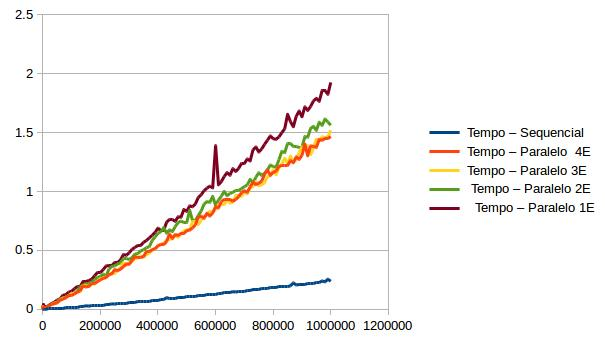 2.5
2
1.5
1
0.5
0
0 200000 400000 600000 800000 1000000 1200000
Tempo – Sequencial
Tempo – Paralelo 4E
Tempo – Paralelo 3E
Tempo – Paralelo 2E
Tempo – Paralelo 1E